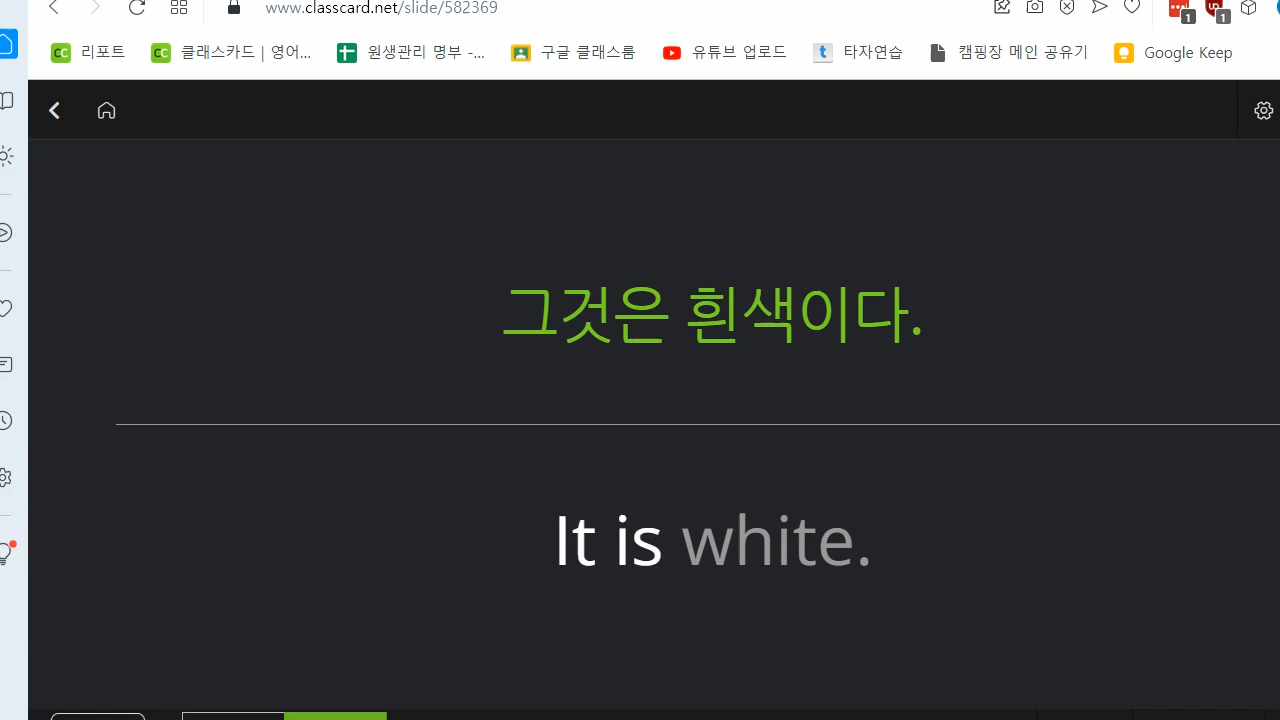 www.classcard.net/slide/582369
1 1
리포트 클래스카드 | 영어... 원생관리 명부 -... 구글 클래스룸 유튜브 업로드 타자연습 캠핑장 메인 공유기 Google Keep
그것은 흰색이다.
It is white.